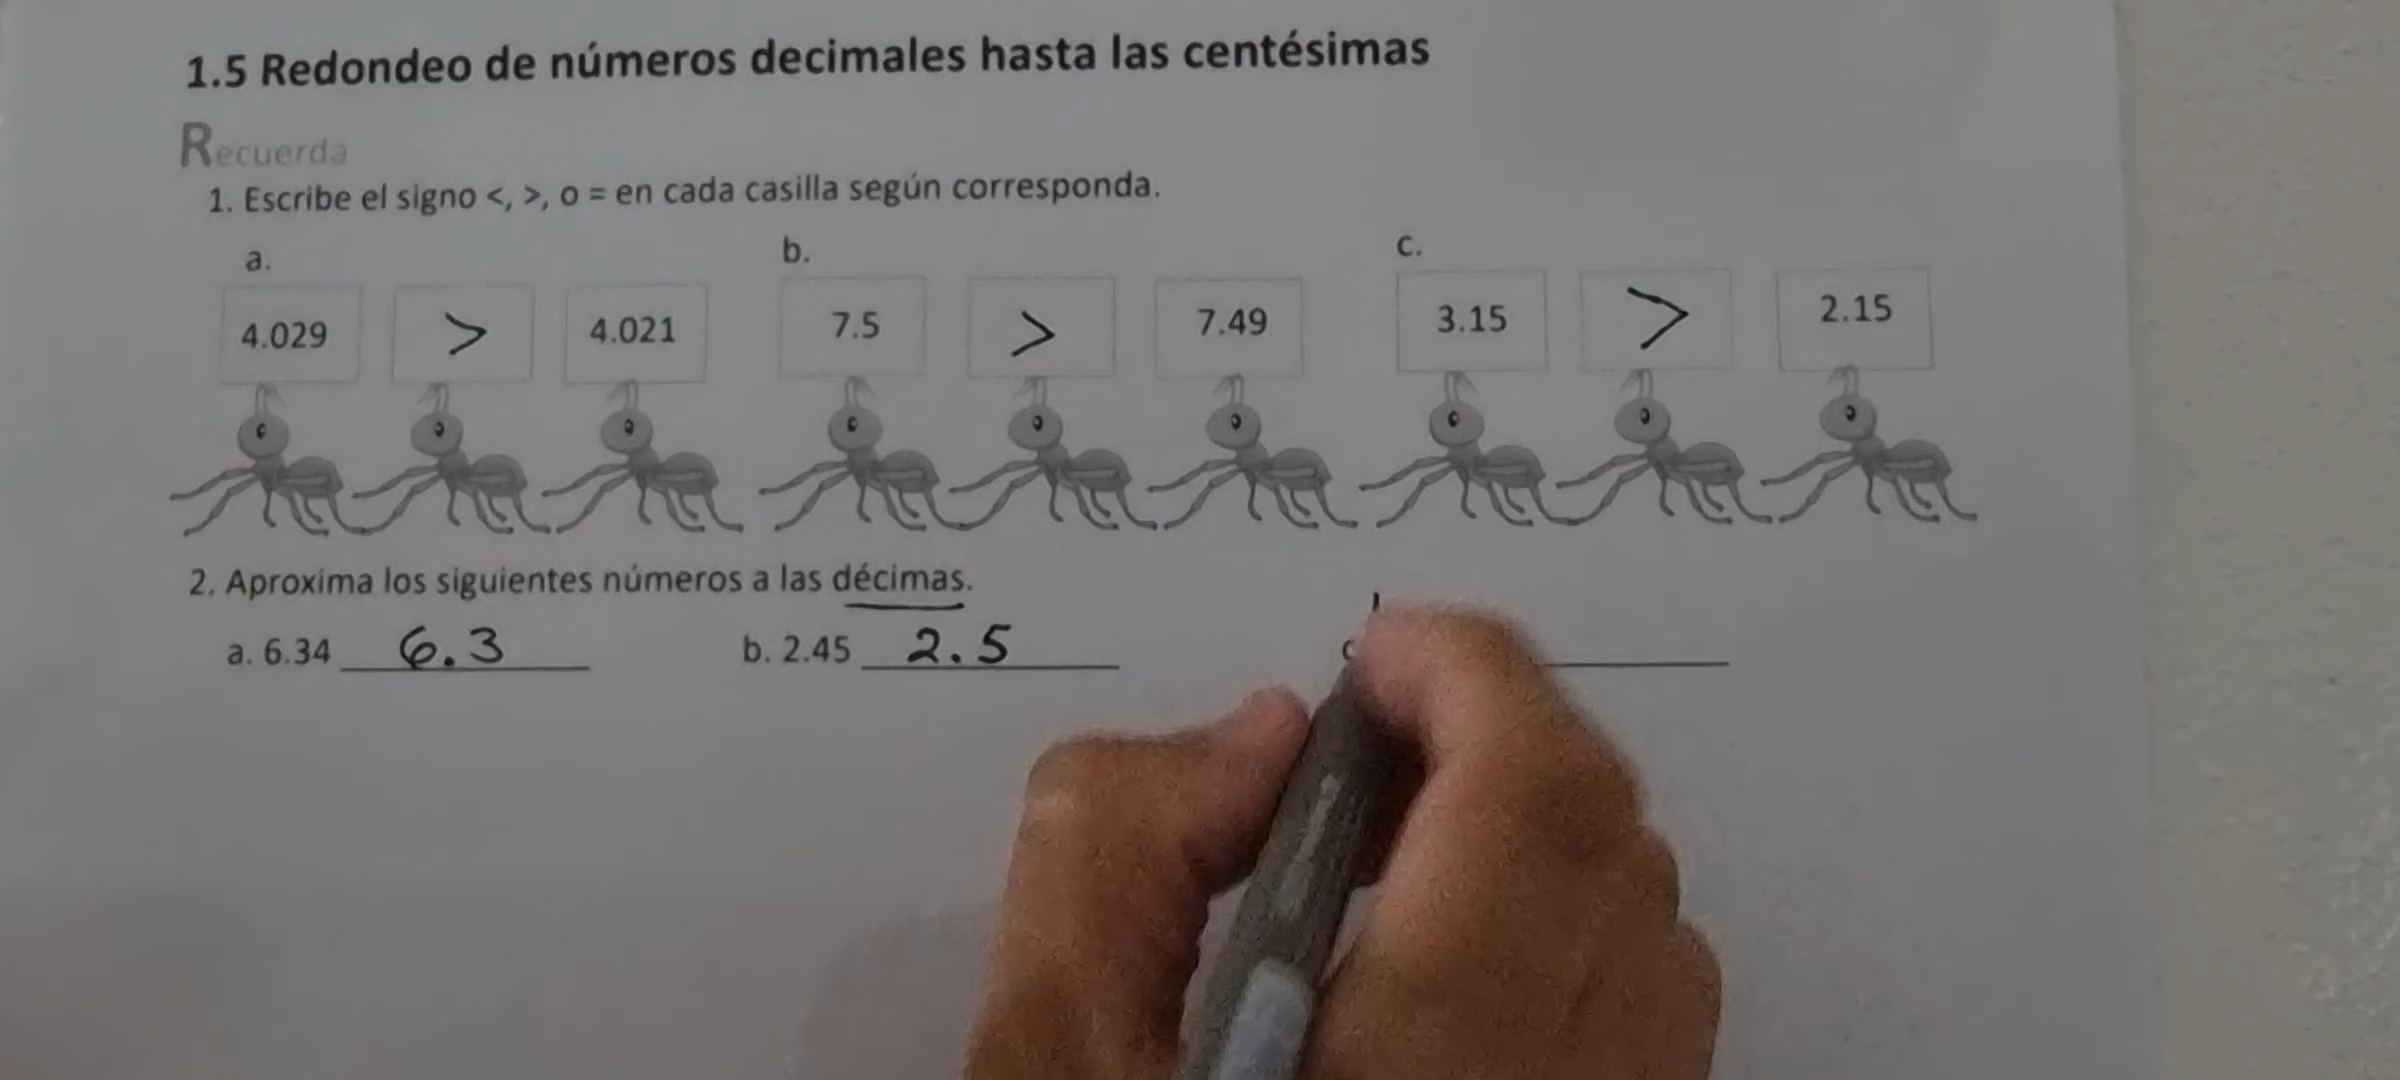 1.5 Redondeo de números decimales hasta las centésimas
Recuerda
1. Escribe el signo <, >, o = en cada casilla según corresponda.
a. b. c.
4.029 > 4.021 7.5 > 7.49 3.15 > 2.15
2. Aproxima los siguientes números a las décimas.
a. 6.34 6.3 b. 2.45 2.5